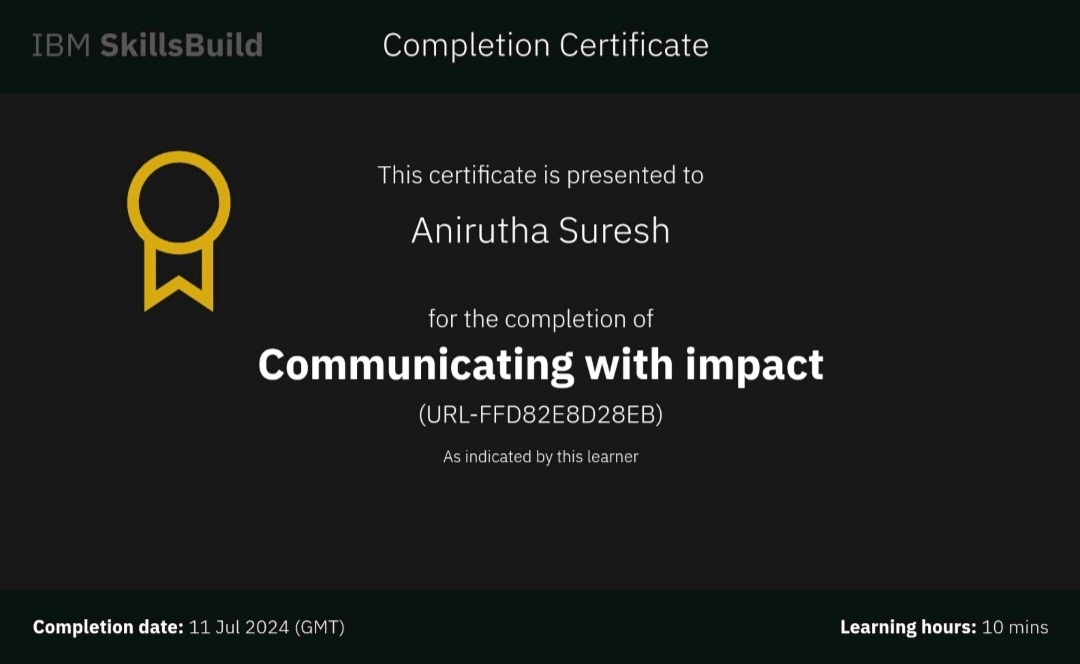 IBM SkillsBuild
Completion Certificate
This certificate is presented to
Anirutha Suresh
for the completion of
Communicating with impact
(URL-FFD82E8D28EB)
As indicated by this learner
Completion date: 11 Jul 2024 (GMT)
Learning hours: 10 mins